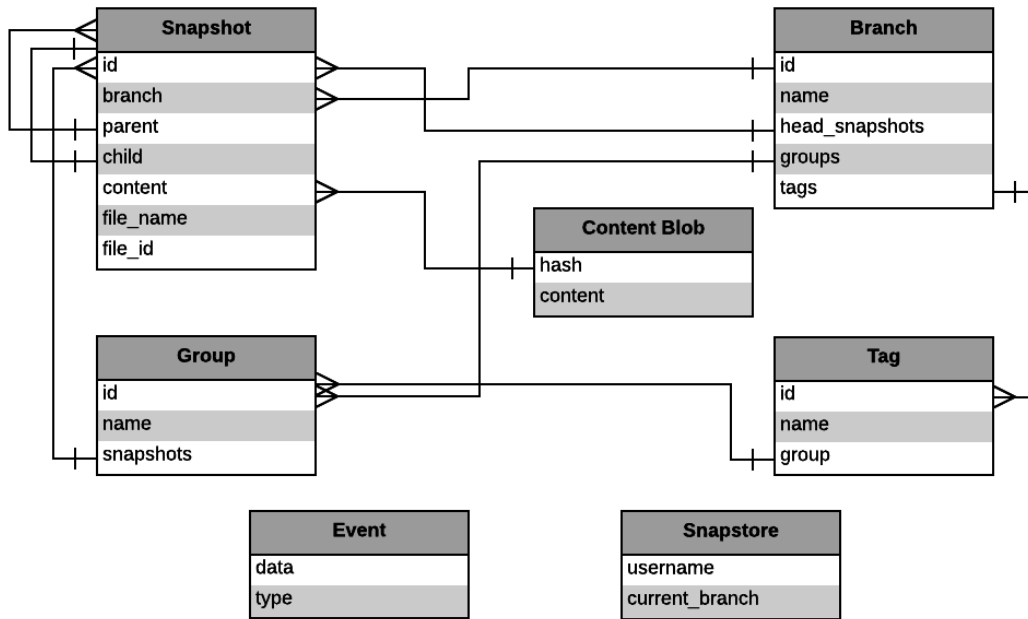 Snapshot
id
branch
parent
child
content
file_name
file_id
Branch
id
name
head_snapshots
groups
tags
Content Blob
hash
content
Group
id
name
snapshots
Tag
id
name
group
Event
data
type
Snapstore
username
current_branch